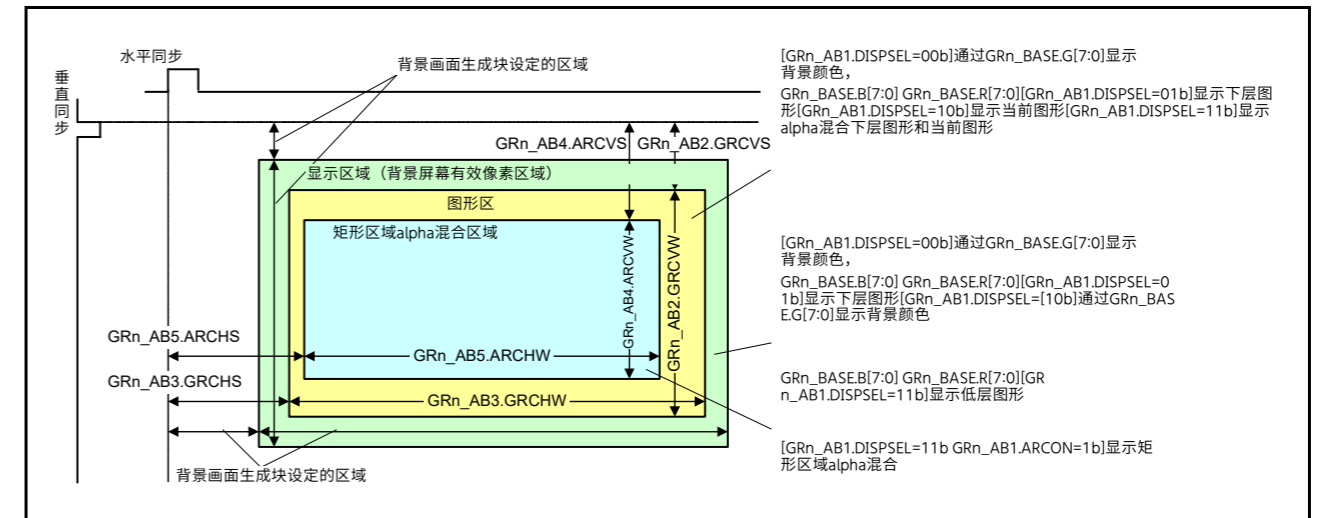 水平同步
垂直同步
背景画面生成块设定的区域
GRn_AB4.ARCVS
GRn_AB2.GRCVS
显示区域（背景屏幕有效像素区域）
图形区
矩形区域alpha混合区域
GRn_AB4.ARCVW
GRn_AB2.GRCVW
GRn_AB5.ARCHS
GRn_AB5.ARCHW
GRn_AB3.GRCHS
GRn_AB3.GRCHW
背景画面生成块设定的区域
[GRn_AB1.DISPSEL=00b]通过GRn_BASE.G[7:0]显示
背景颜色，
GRn_BASE.B[7:0] GRn_BASE.R[7:0][GRn_AB1.DISPSEL=01b]显示下层图
形[GRn_AB1.DISPSEL=10b]显示当前图形[GRn_AB1.DISPSEL=11b]显示
alpha混合下层图形和当前图形
[GRn_AB1.DISPSEL=00b]通过GRn_BASE.G[7:0]显示
背景颜色，
GRn_BASE.B[7:0] GRn_BASE.R[7:0][GRn_AB1.DISPSEL=0
1b]显示下层图形[GRn_AB1.DISPSEL=[10b]通过GRn_BAS
E.G[7:0]显示背景颜色
GRn_BASE.B[7:0] GRn_BASE.R[7:0][GR
n_AB1.DISPSEL=11b]显示低层图形
[GRn_AB1.DISPSEL=11b GRn_AB1.ARCON=1b]显示矩
形区域alpha混合